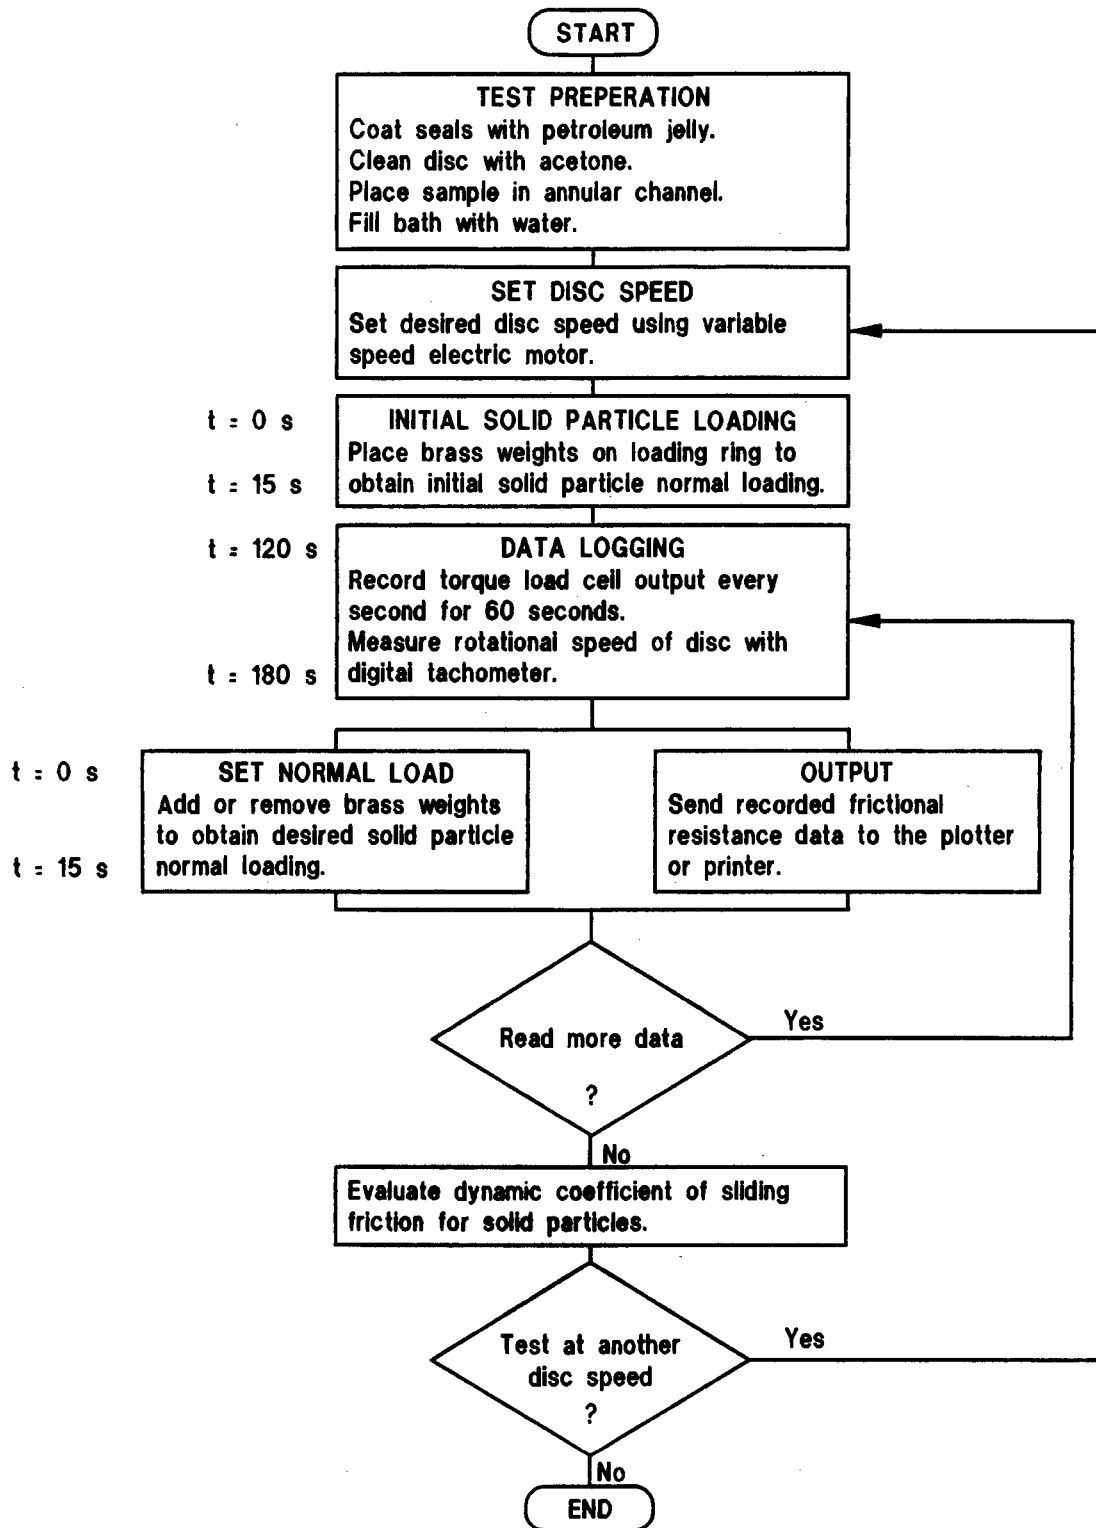 START
TEST PREPERATION
Coat seals with petroleum jelly.
Clean disc with acetone.
Place sample in annular channel.
Fill bath with water.
SET DISC SPEED
Set desired disc speed using variable
speed electric motor.
t = 0 s
INITIAL SOLID PARTICLE LOADING
Place brass weights on loading ring to
t = 15 s
obtain initial solid particle normal loading.
t = 120 s
DATA LOGGING
Record torque load cell output every
second for 60 seconds.
Measure rotational speed of disc with
t = 180 s
digital tachometer.
t = 0 s
SET NORMAL LOAD
Add or remove brass weights
to obtain desired solid particle
t = 15 s
normal loading.
OUTPUT
Send recorded frictional
resistance data to the plotter
or printer.
Read more data
?
Yes
No
Evaluate dynamic coefficient of sliding
friction for solid particles.
Test at another
disc speed
?
Yes
No
END